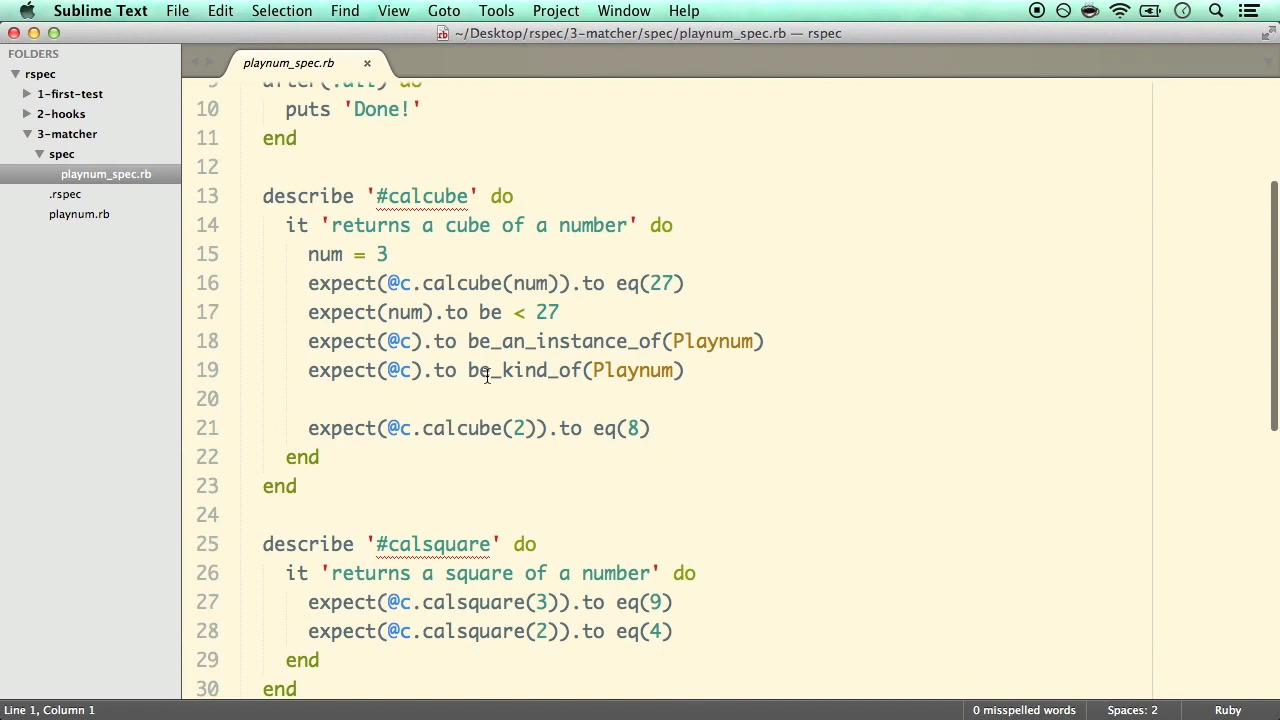 Sublime Text File Edit Selection Find View Goto Tools Project Window Help
~/Desktop/rspec/3-matcher/spec/playnum_spec.rb — rspec
FOLDERS
rspec
1-first-test
2-hooks
3-matcher
spec
playnum_spec.rb
.rspec
playnum.rb
playnum_spec.rb ×
9 after(:all) do
10 puts 'Done!'
11 end
12
13 describe '#calcube' do
14 it 'returns a cube of a number' do
15 num = 3
16 expect(@c.calcube(num)).to eq(27)
17 expect(num).to be < 27
18 expect(@c).to be_an_instance_of(Playnum)
19 expect(@c).to be_kind_of(Playnum)
20
21 expect(@c.calcube(2)).to eq(8)
22 end
23 end
24
25 describe '#calsquare' do
26 it 'returns a square of a number' do
27 expect(@c.calsquare(3)).to eq(9)
28 expect(@c.calsquare(2)).to eq(4)
29 end
30 end
Line 1, Column 1 0 misspelled words Spaces: 2 Ruby